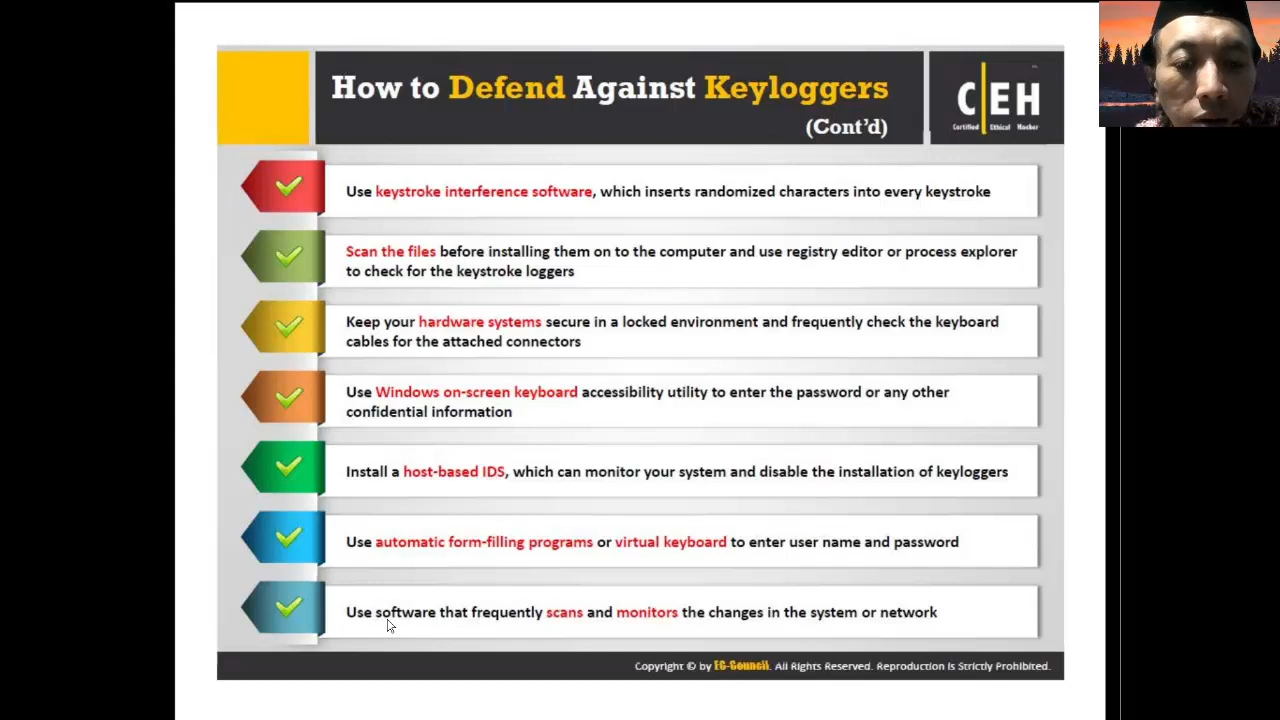 How to Defend Against Keyloggers
(Cont'd)
CEH
Certified Ethical Hacker
Use keystroke interference software, which inserts randomized characters into every keystroke
Scan the files before installing them on to the computer and use registry editor or process explorer
to check for the keystroke loggers
Keep your hardware systems secure in a locked environment and frequently check the keyboard
cables for the attached connectors
Use Windows on-screen keyboard accessibility utility to enter the password or any other
confidential information
Install a host-based IDS, which can monitor your system and disable the installation of keyloggers
Use automatic form-filling programs or virtual keyboard to enter user name and password
Use software that frequently scans and monitors the changes in the system or network
Copyright © by EC-Council. All Rights Reserved. Reproduction is Strictly Prohibited.